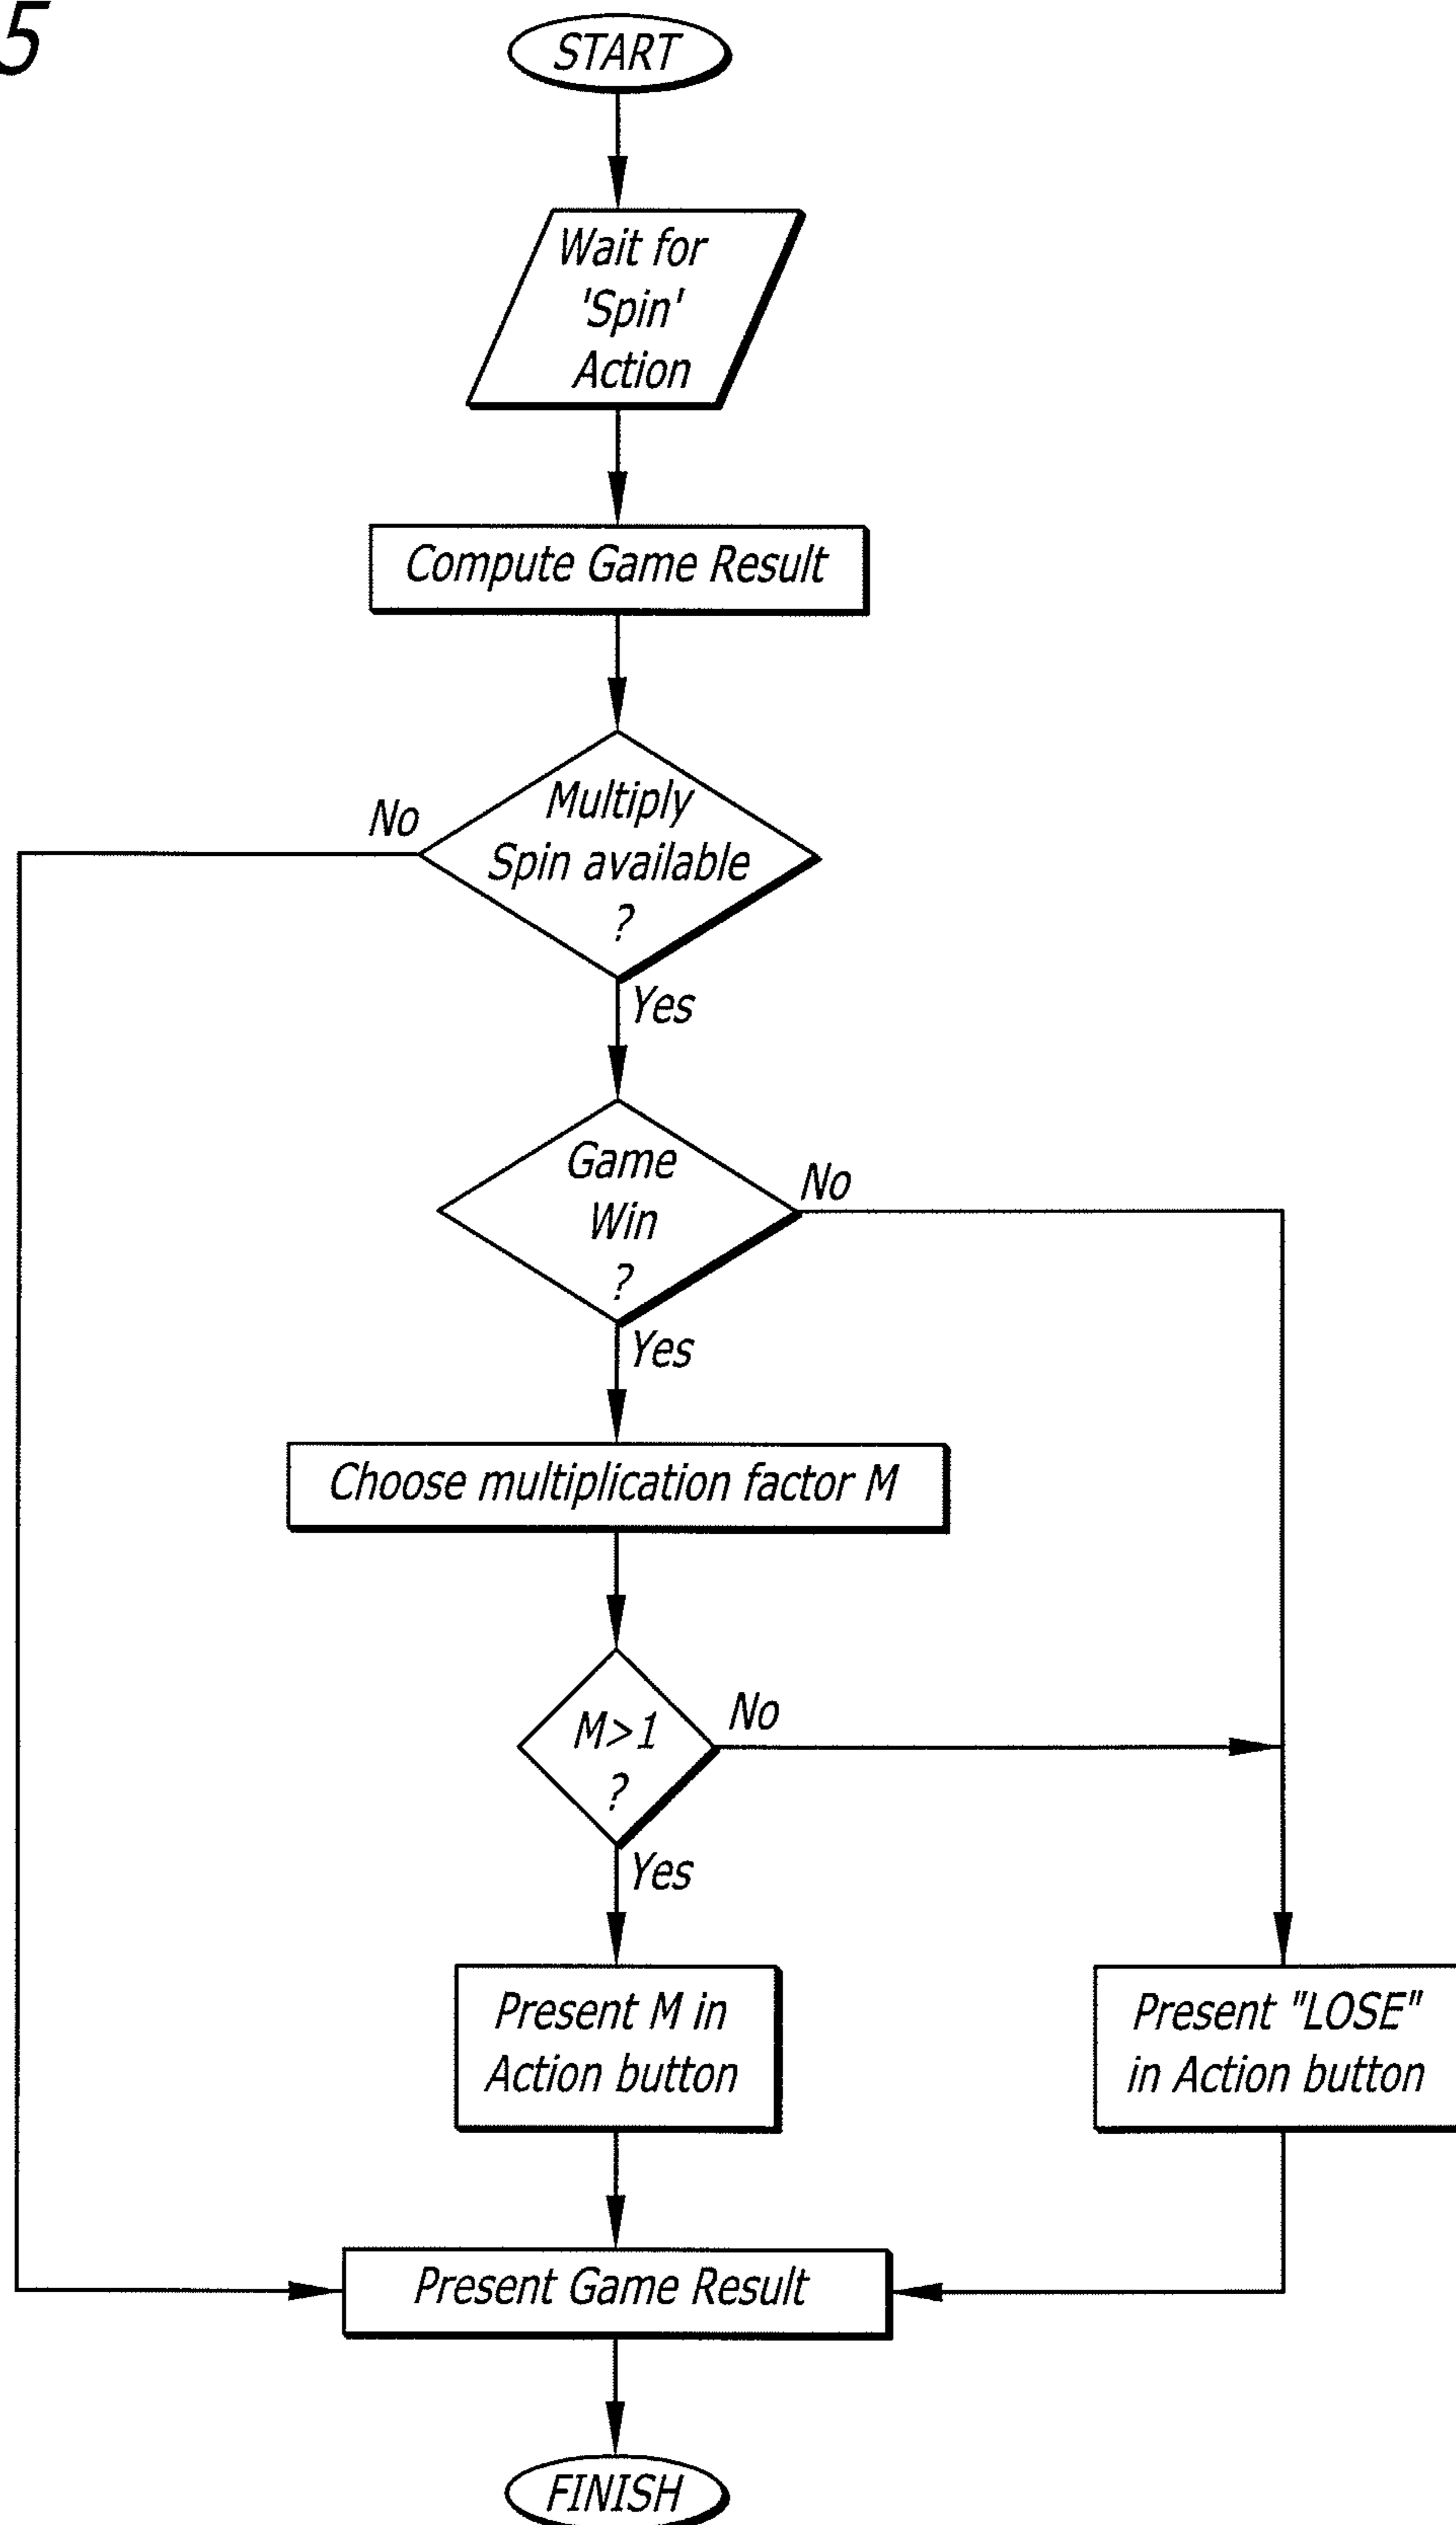 5
START
Wait for
'Spin'
Action
Compute Game Result
No
Multiply
Spin available
?
Yes
Game
Win
?
No
Yes
Choose multiplication factor M
M>1
?
No
Yes
Present M in
Action button
Present "LOSE"
in Action button
Present Game Result
FINISH